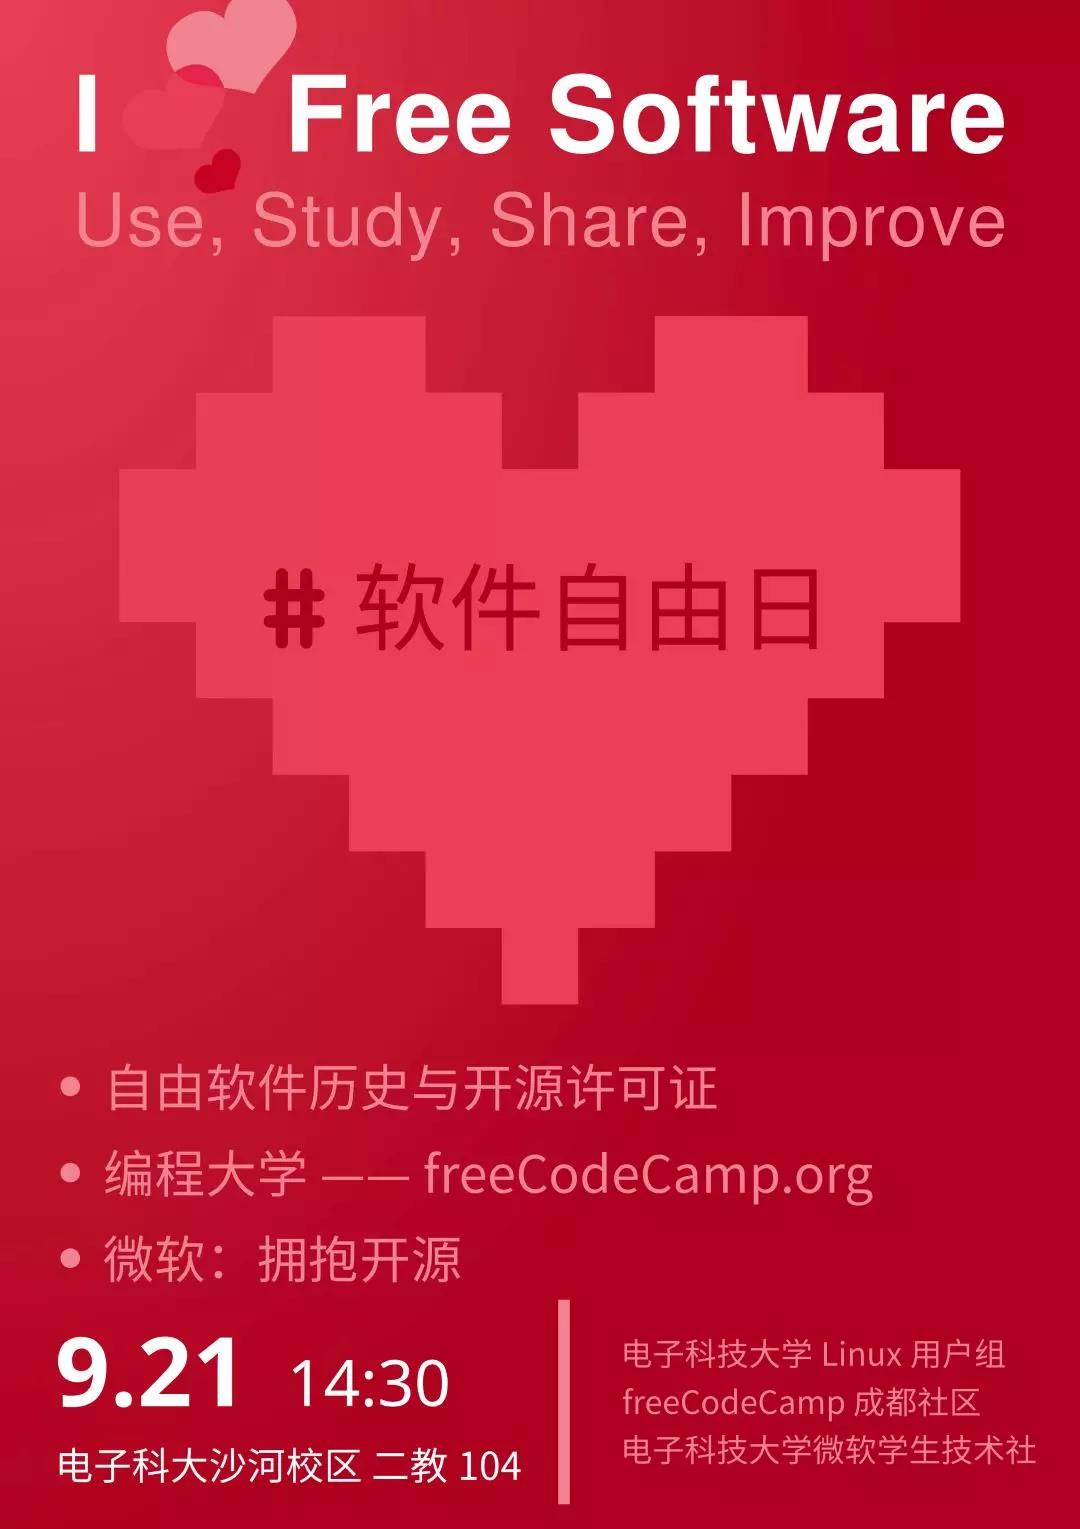 I Free Software
Use, Study, Share, Improve
# 软件自由日
• 自由软件历史与开源许可证
• 编程大学 —— freeCodeCamp.org
• 微软：拥抱开源
9.21 14:30
电子科大沙河校区 二教 104
电子科技大学 Linux 用户组
freeCodeCamp 成都社区
电子科技大学微软学生技术社